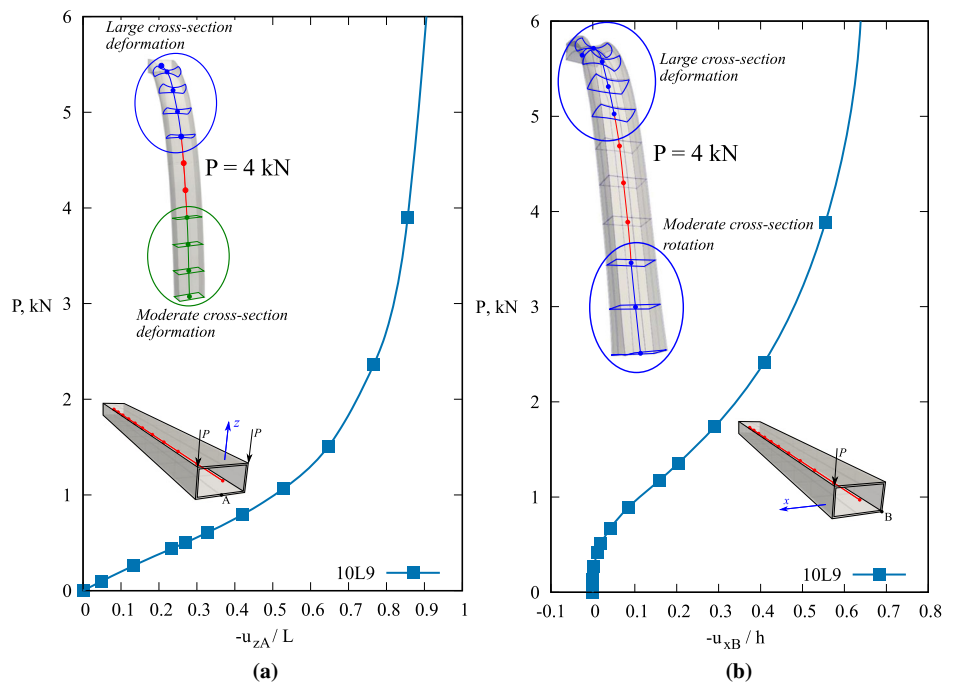 6
5
4
P, kN
3
2
1
0
0
0.1
0.2
0.3
0.4
0.5
0.6
0.7
0.8
0.9
1
-u_zA / L
Large cross-section
deformation
P = 4 kN
Moderate cross-section
deformation
P
z
P
A
10L9
(a)
6
5
4
P, kN
3
2
1
0
-0.1
0
0.1
0.2
0.3
0.4
0.5
0.6
0.7
0.8
-u_xB / h
Large cross-section
deformation
P = 4 kN
Moderate cross-section
rotation
P
x
B
10L9
(b)